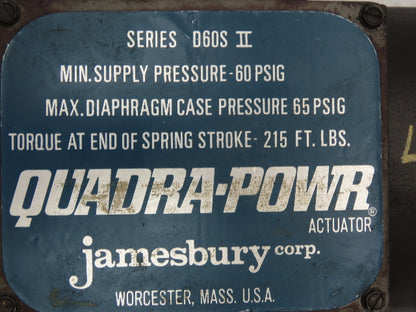 SERIES D60S II
MIN. SUPPLY PRESSURE-60 PSIG
MAX. DIAPHRAGM CASE PRESSURE 65 PSIG
TORQUE AT END OF SPRING STROKE- 215 FT. LBS.
QUADRA-POWR®
ACTUATOR
jamesbury corp.
WORCESTER, MASS. U.S.A.